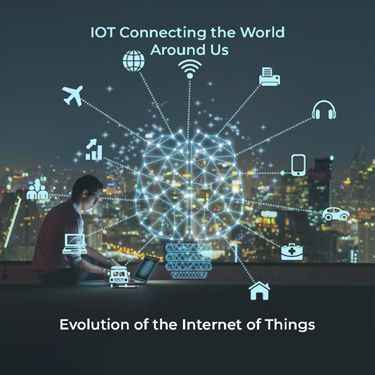 IOT Connecting the World
Around Us
Evolution of the Internet of Things